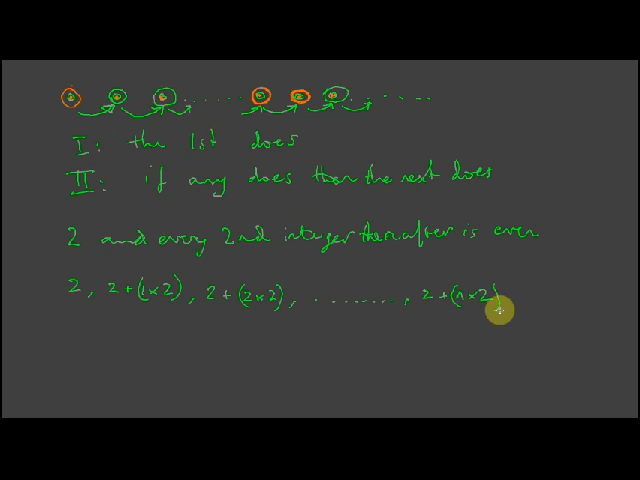 I: the 1st does
II: if any does then the next does
2 and every 2nd integer thereafter is even
2, 2+(1×2), 2+(2×2), .........., 2+(n×2)